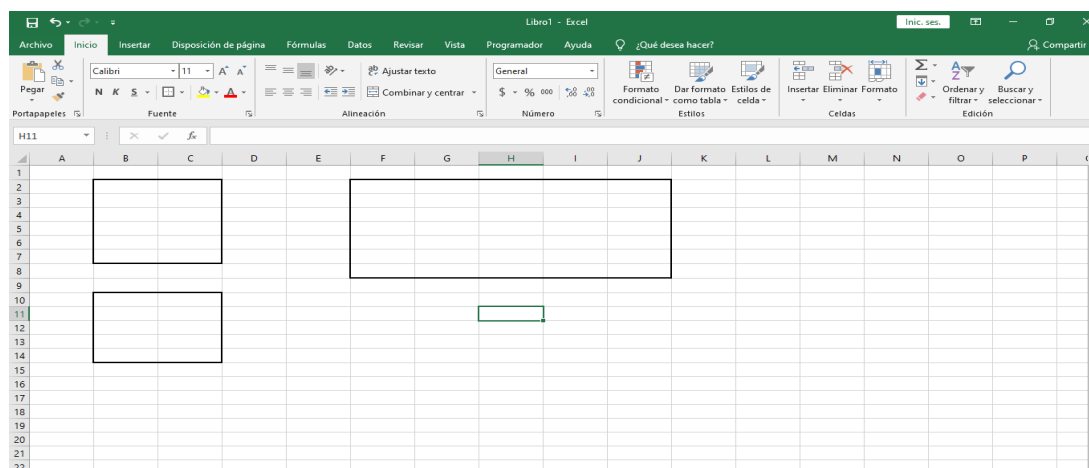 Libro1 - Excel
Inic. ses.
Archivo Inicio Insertar Disposición de página Fórmulas Datos Revisar Vista Programador Ayuda ¿Qué desea hacer? Compartir
Pegar
Calibri 11
N K S
Ajustar texto
Combinar y centrar
General
$ % 000
Formato condicional
Dar formato como tabla
Estilos de celda
Insertar Eliminar Formato
Ordenar y filtrar
Buscar y seleccionar
Portapapeles Fuente Alineación Número Estilos Celdas Edición
H11 fx
A B C D E F G H I J K L M N O P
1
2
3
4
5
6
7
8
9
10
11
12
13
14
15
16
17
18
19
20
21
22